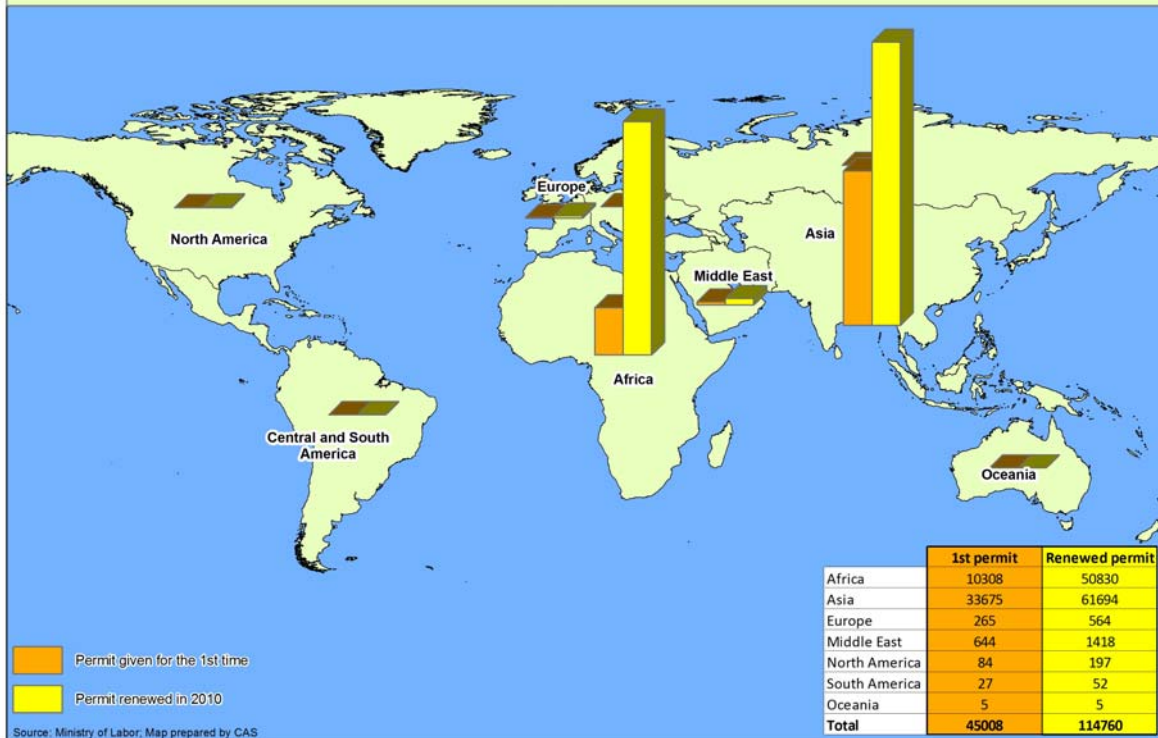 Europe
North America
Asia
Middle East
Africa
Central and South
America
Oceania
1st permit Renewed permit
Africa 10308 50830
Asia 33675 61694
Europe 265 564
Middle East 644 1418
North America 84 197
South America 27 52
Oceania 5 5
Total 45008 114760
Permit given for the 1st time
Permit renewed in 2010
Source: Ministry of Labor; Map prepared by CAS